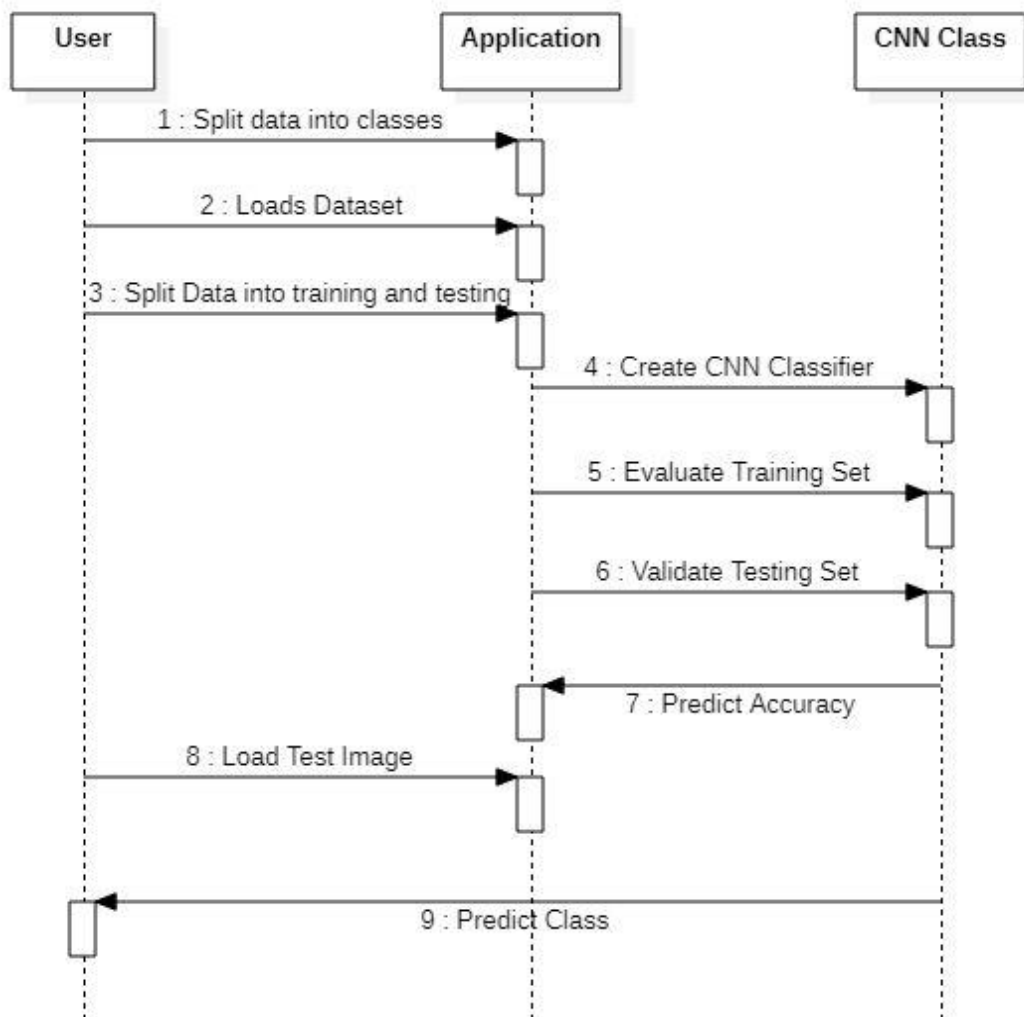 User
Application
CNN Class
1 : Split data into classes
2 : Loads Dataset
3 : Split Data into training and testing
4 : Create CNN Classifier
5 : Evaluate Training Set
6 : Validate Testing Set
7 : Predict Accuracy
8 : Load Test Image
9 : Predict Class